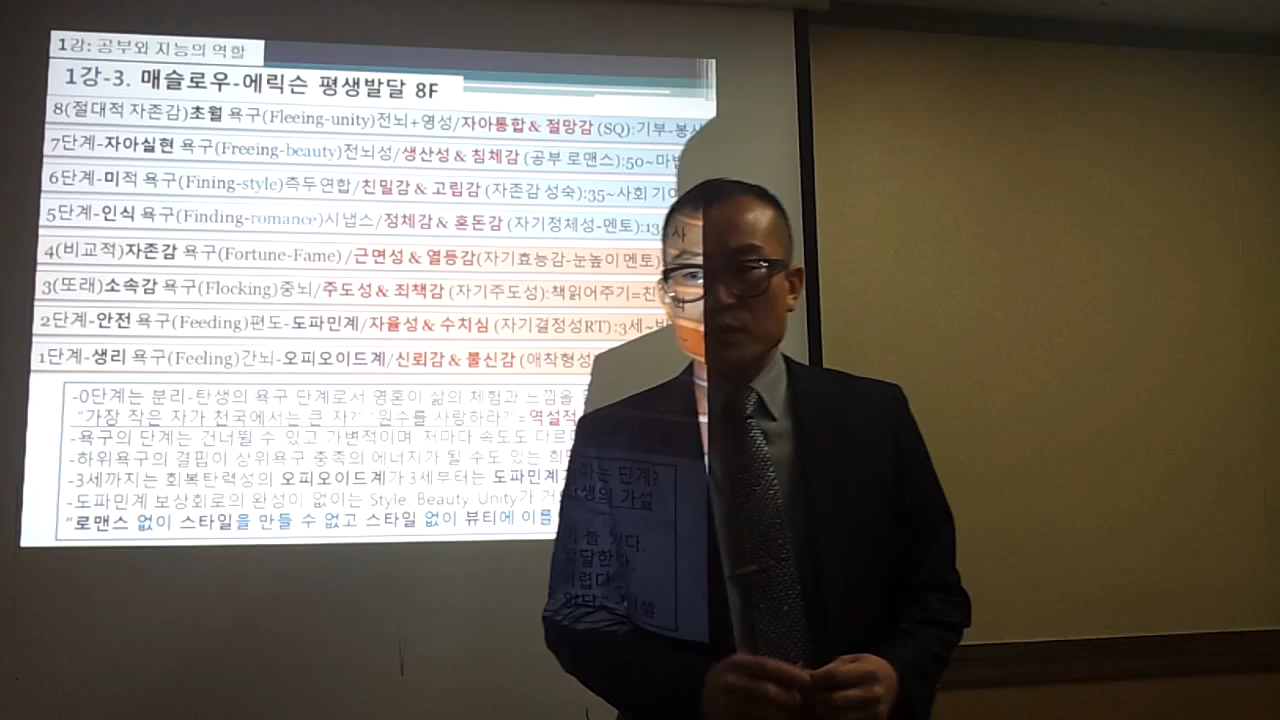 1강: 공부와 지능의 역할
1강-3. 매슬로우-에릭슨 평생발달 8F
8(절대적 자존감)초월 욕구(Fleeing-unity)전뇌+영성/자아통합 & 절망감 (SQ):기부-봉사
7단계-자아실현 욕구(Freeing-beauty)전뇌성/생산성 & 침체감 (공부 로맨스):50~마법
6단계-미적 욕구(Fining-style)측두연합/친밀감 & 고립감 (자존감 성숙):35~사회 기여
5단계-인식 욕구(Finding-romance)시냅스/정체감 & 혼돈감 (자기정체성-멘토):13
4(비교적)자존감 욕구(Fortune-Fame)/근면성 & 열등감(자기효능감-눈높이 멘토)
3(또래)소속감 욕구(Flocking)중뇌/주도성 & 죄책감 (자기주도성):책읽어주기=친
2단계-안전 욕구(Feeding)편도-도파민계/자율성 & 수치심 (자기결정성RT):3세~
1단계-생리 욕구(Feeling)간뇌-오피오이드계/신뢰감 & 불신감 (애착형성
-0단계는 분리-탄생의 욕구 단계로서 영혼이 삶의 체험과 느낌을
하는 단계?
"가장 작은 자가 천국에서는 큰 자?" "원수를 사랑하라?"=역설적
의 가설
-욕구의 단계는 건너뛸 수 있고 가변적이며 저마다 속도도
-하위욕구의 결핍이 상위욕구 충족의 에너지가 될 수도 있는
-3세까지는 회복탄력성의 오피오이드계가 3세부터는 도파민계
-도파민계 보상회로의 완성이 없이는 Style, Beauty, Unity가
"로맨스 없이 스타일을 만들 수 없고 스타일 없이 뷰티에 이를